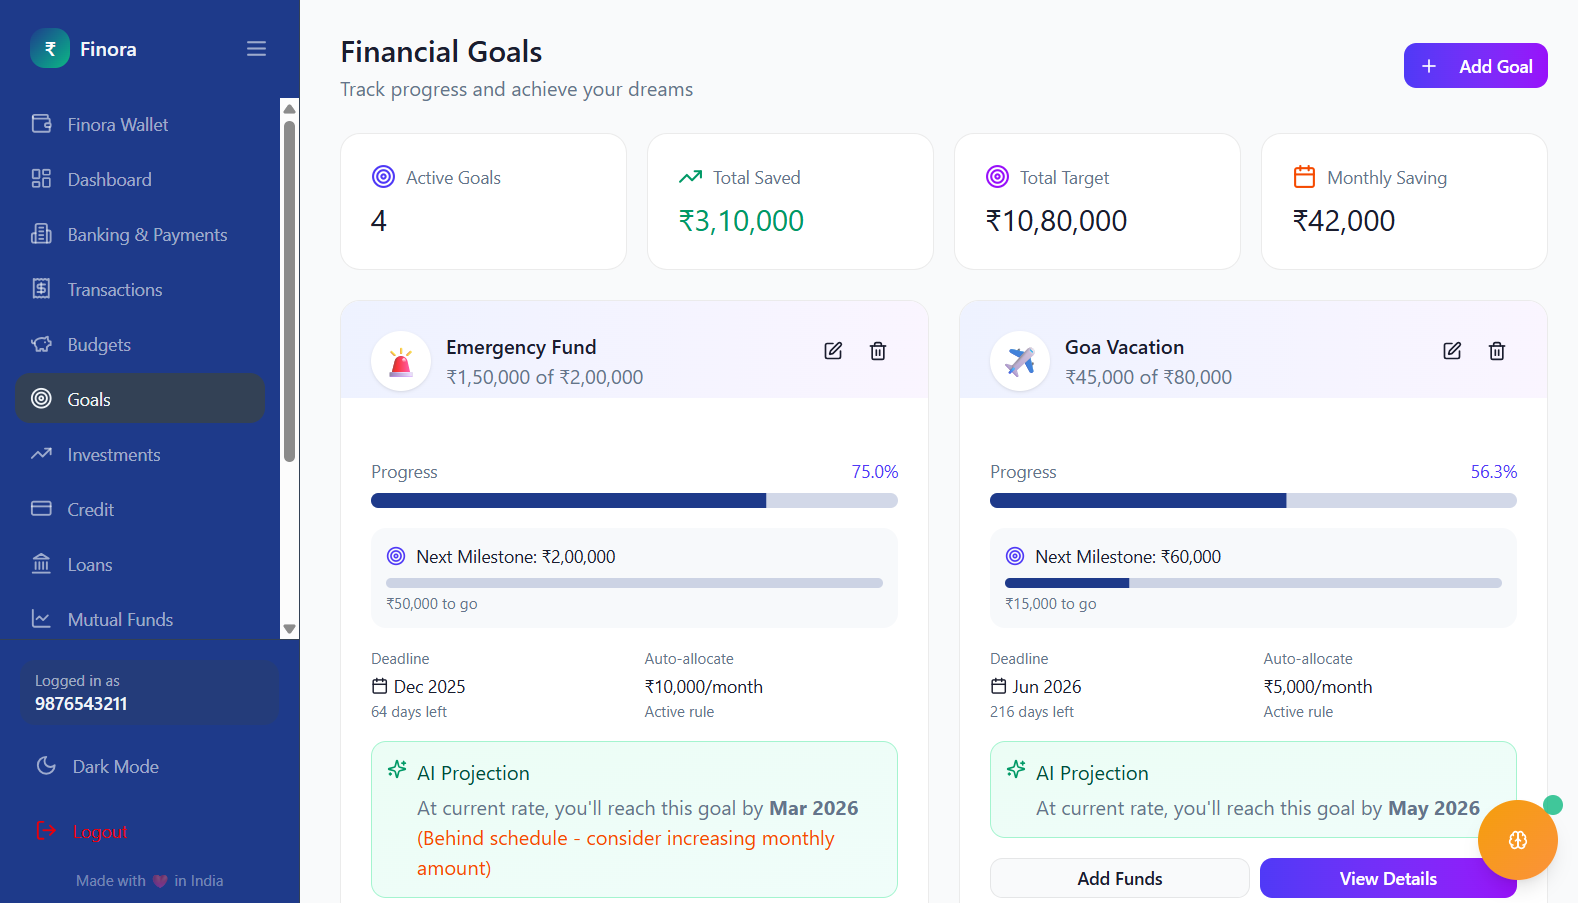 ₹ Finora
Finora Wallet
Dashboard
Banking & Payments
Transactions
Budgets
Goals
Investments
Credit
Loans
Mutual Funds
Logged in as
9876543211
Dark Mode
Logout
Made with 💗 in India
Financial Goals
Track progress and achieve your dreams
+ Add Goal
Active Goals
4
Total Saved
₹3,10,000
Total Target
₹10,80,000
Monthly Saving
₹42,000
Emergency Fund
₹1,50,000 of ₹2,00,000
Progress 75.0%
Next Milestone: ₹2,00,000
₹50,000 to go
Deadline
Dec 2025
64 days left
Auto-allocate
₹10,000/month
Active rule
AI Projection
At current rate, you'll reach this goal by Mar 2026
(Behind schedule - consider increasing monthly
amount)
Goa Vacation
₹45,000 of ₹80,000
Progress 56.3%
Next Milestone: ₹60,000
₹15,000 to go
Deadline
Jun 2026
216 days left
Auto-allocate
₹5,000/month
Active rule
AI Projection
At current rate, you'll reach this goal by May 2026
Add Funds
View Details